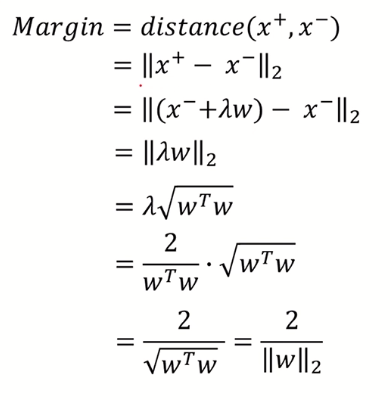 Margin = distance(x⁺, x⁻)
= ‖x⁺ − x⁻‖₂
= ‖(x⁻+λw) − x⁻‖₂
= ‖λw‖₂
= λ√(wᵀw)
= 2/(wᵀw) · √(wᵀw)
= 2/√(wᵀw) = 2/‖w‖₂